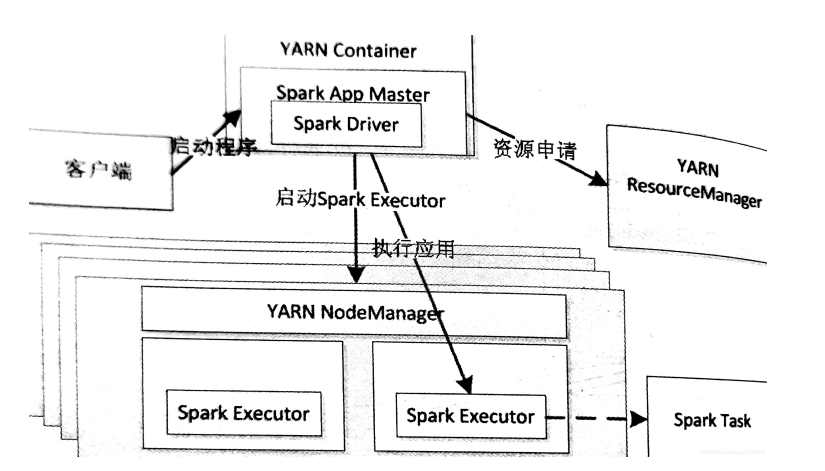 YARN Container
Spark App Master
Spark Driver
启动程序
客户端
资源申请
YARN
ResourceManager
启动Spark Executor
执行应用
YARN NodeManager
Spark Executor
Spark Executor
Spark Task